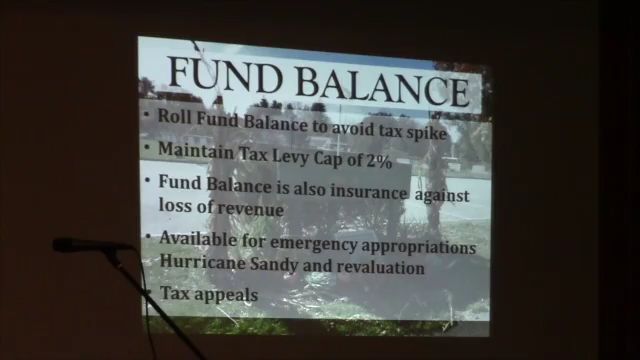 FUND BALANCE
• Roll Fund Balance to avoid tax spike
• Maintain Tax Levy Cap of 2%
• Fund Balance is also insurance against
loss of revenue
• Available for emergency appropriations
Hurricane Sandy and revaluation
• Tax appeals